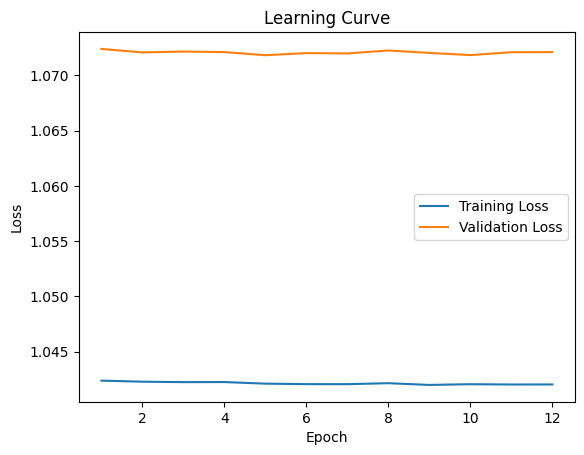 Learning Curve
1.070
1.065
1.060
1.055
1.050
1.045
Loss
Training Loss
Validation Loss
2 4 6 8 10 12
Epoch